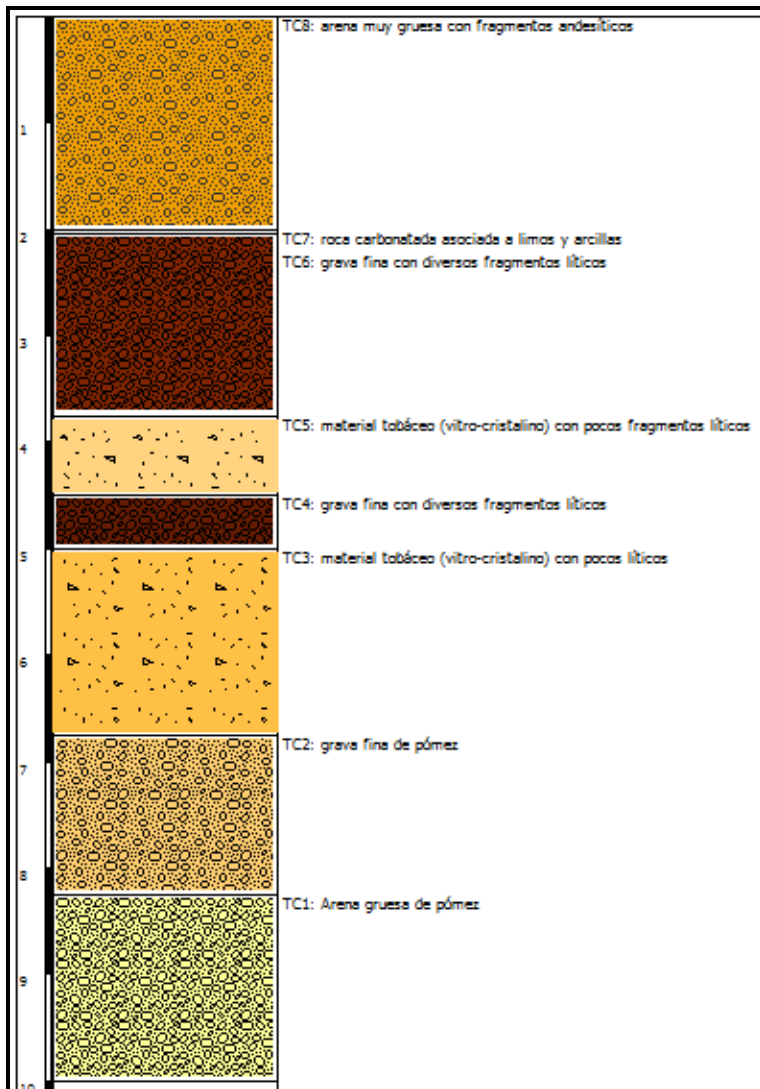 TC8: arena muy gruesa con fragmentos andesíticos
1
2
TC7: roca carbonatada asociada a limos y arcillas
TC6: grava fina con diversos fragmentos líticos
3
TC5: material tobáceo (vitro-cristalino) con pocos fragmentos líticos
4
TC4: grava fina con diversos fragmentos líticos
5
TC3: material tobáceo (vitro-cristalino) con pocos líticos
6
TC2: grava fina de pómez
7
8
TC1: Arena gruesa de pómez
9
10